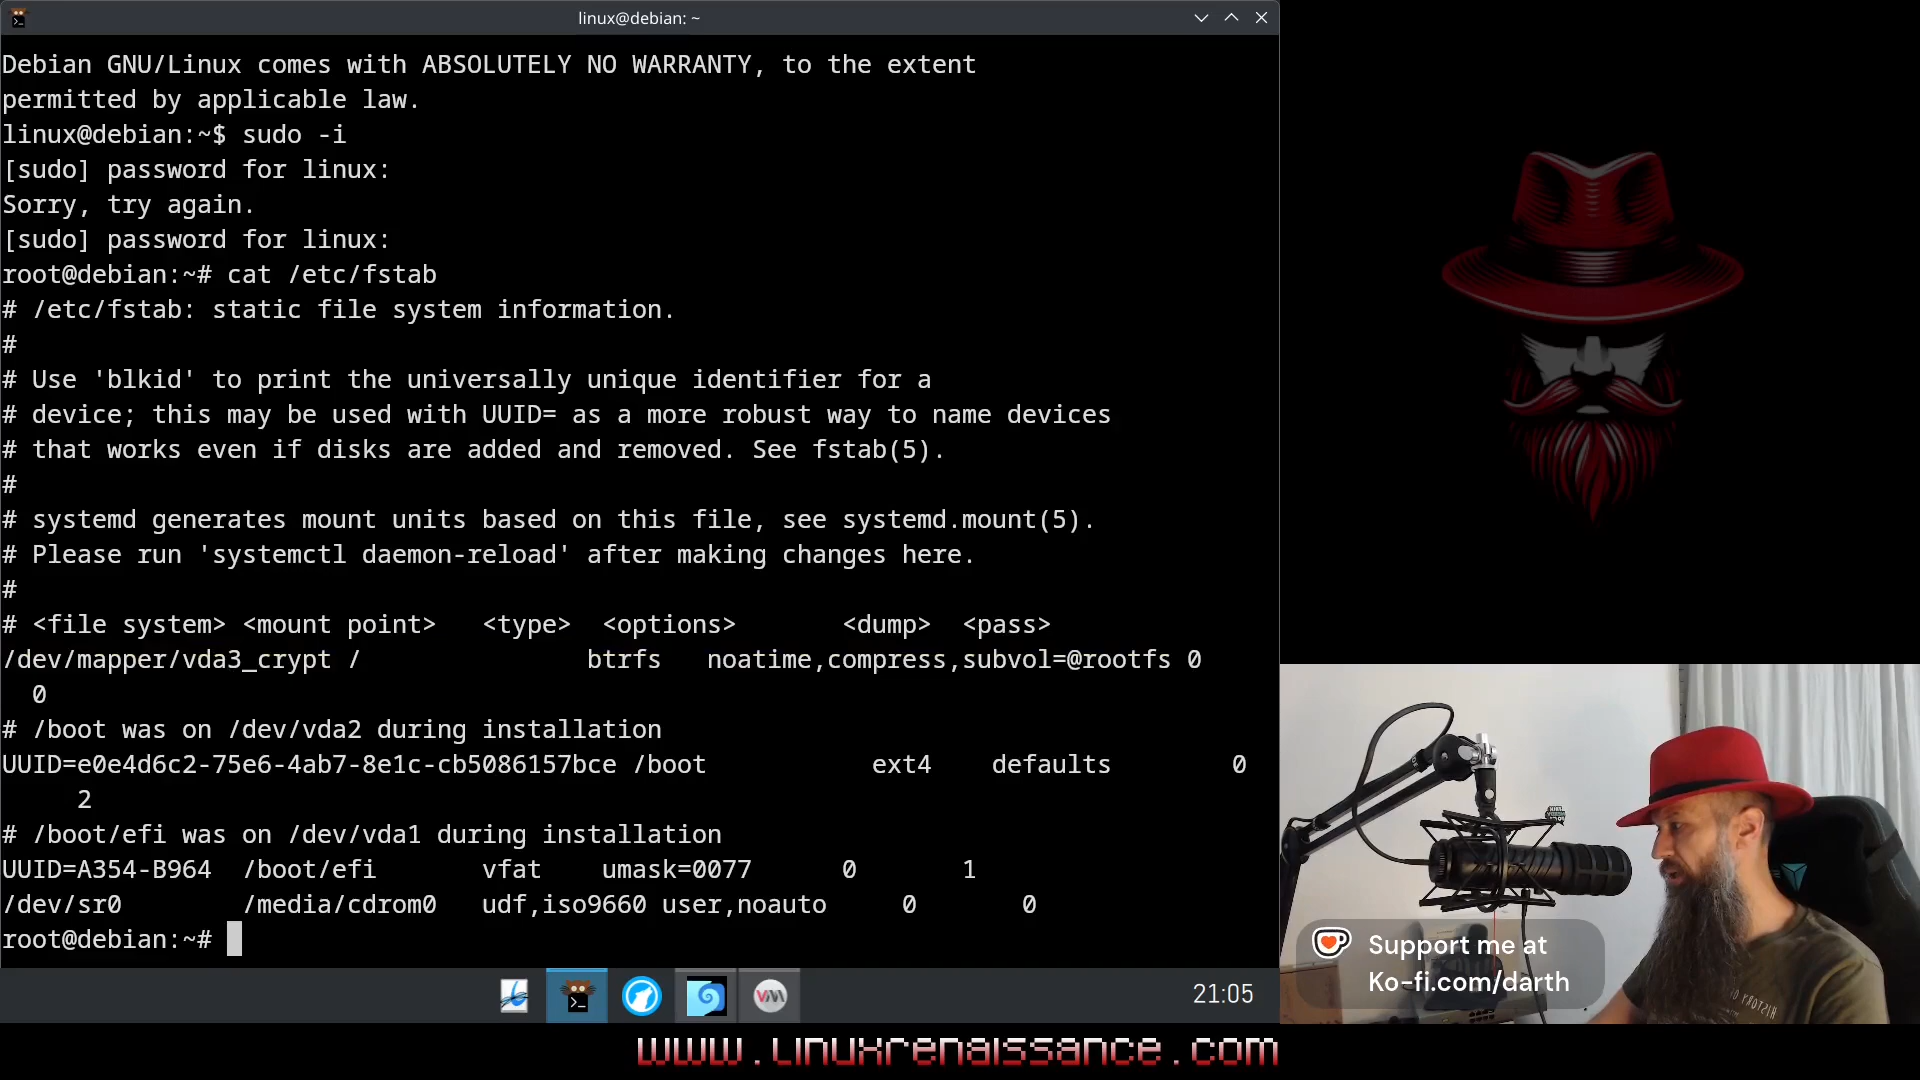 linux@debian: ~
Debian GNU/Linux comes with ABSOLUTELY NO WARRANTY, to the extent
permitted by applicable law.
linux@debian:~$ sudo -i
[sudo] password for linux:
Sorry, try again.
[sudo] password for linux:
root@debian:~# cat /etc/fstab
# /etc/fstab: static file system information.
#
# Use 'blkid' to print the universally unique identifier for a
# device; this may be used with UUID= as a more robust way to name devices
# that works even if disks are added and removed. See fstab(5).
#
# systemd generates mount units based on this file, see systemd.mount(5).
# Please run 'systemctl daemon-reload' after making changes here.
#
# <file system> <mount point>   <type>  <options>       <dump>  <pass>
/dev/mapper/vda3_crypt /               btrfs   noatime,compress,subvol=@rootfs 0
  0
# /boot was on /dev/vda2 during installation
UUID=e0e4d6c2-75e6-4ab7-8e1c-cb5086157bce /boot           ext4    defaults        0
     2
# /boot/efi was on /dev/vda1 during installation
UUID=A354-B964  /boot/efi       vfat    umask=0077      0       1
/dev/sr0        /media/cdrom0   udf,iso9660 user,noauto     0       0
root@debian:~#
21:05
Support me at
Ko-fi.com/darth
www.linuxrenaissance.com